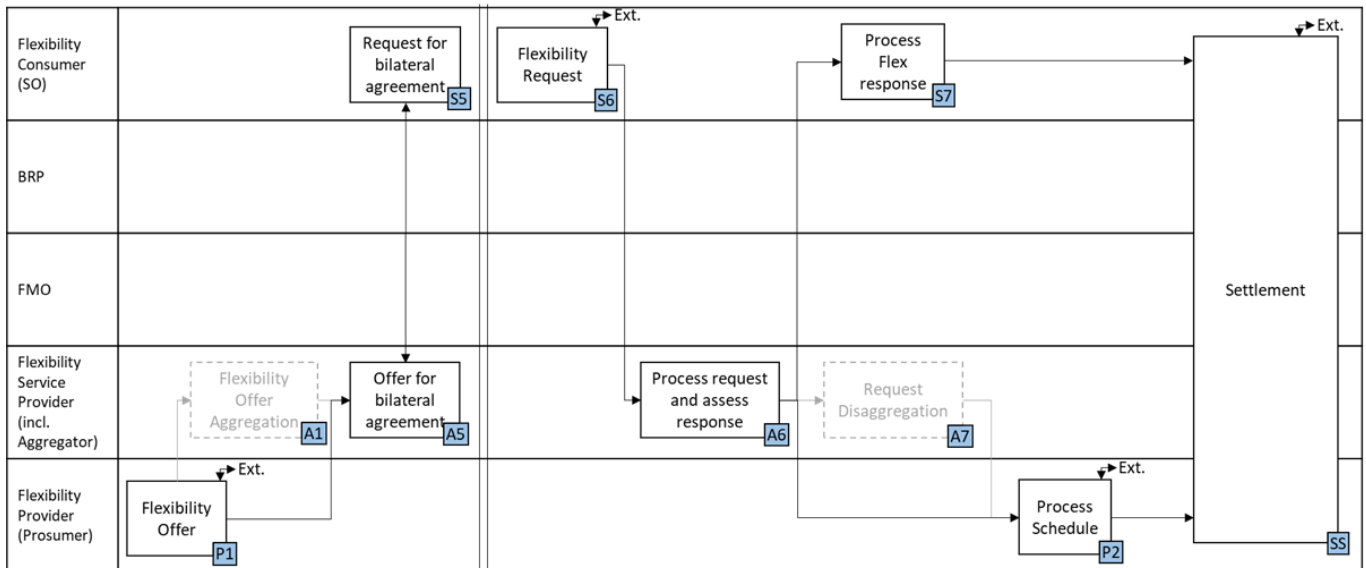 Flexibility
Consumer
(SO)
Request for
bilateral
agreement
S5
Ext.
Flexibility
Request
S6
Process
Flex
response
S7
Ext.
BRP
FMO
Settlement
SS
Flexibility
Service
Provider
(incl.
Aggregator)
Flexibility
Offer
Aggregation
A1
Offer for
bilateral
agreement
A5
Process request
and assess
response
A6
Request
Disaggregation
A7
Flexibility
Provider
(Prosumer)
Ext.
Flexibility
Offer
P1
Ext.
Process
Schedule
P2